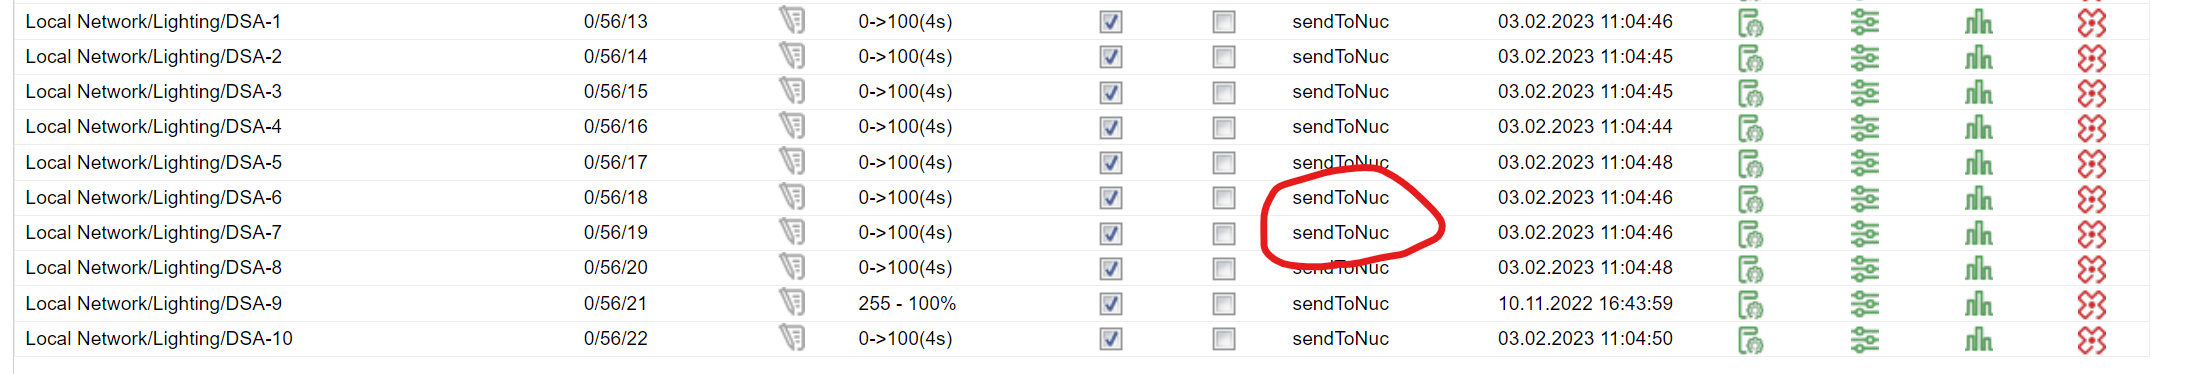 Local Network/Lighting/DSA-1 0/56/13 0->100(4s) sendToNuc 03.02.2023 11:04:46
Local Network/Lighting/DSA-2 0/56/14 0->100(4s) sendToNuc 03.02.2023 11:04:45
Local Network/Lighting/DSA-3 0/56/15 0->100(4s) sendToNuc 03.02.2023 11:04:45
Local Network/Lighting/DSA-4 0/56/16 0->100(4s) sendToNuc 03.02.2023 11:04:44
Local Network/Lighting/DSA-5 0/56/17 0->100(4s) sendToNuc 03.02.2023 11:04:48
Local Network/Lighting/DSA-6 0/56/18 0->100(4s) sendToNuc 03.02.2023 11:04:46
Local Network/Lighting/DSA-7 0/56/19 0->100(4s) sendToNuc 03.02.2023 11:04:46
Local Network/Lighting/DSA-8 0/56/20 0->100(4s) sendToNuc 03.02.2023 11:04:48
Local Network/Lighting/DSA-9 0/56/21 255 - 100% sendToNuc 10.11.2022 16:43:59
Local Network/Lighting/DSA-10 0/56/22 0->100(4s) sendToNuc 03.02.2023 11:04:50